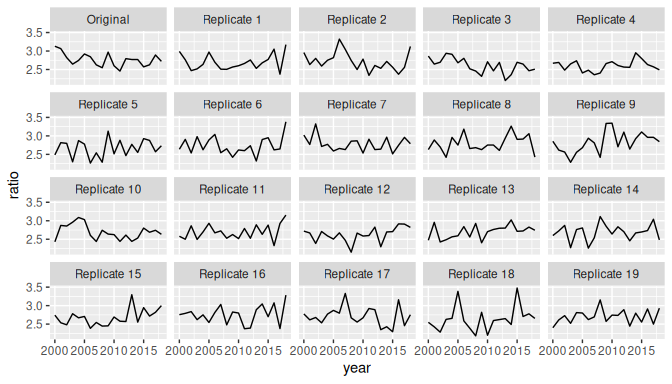 Original Replicate 1 Replicate 2 Replicate 3 Replicate 4
3.5
3.0
2.5
Replicate 5 Replicate 6 Replicate 7 Replicate 8 Replicate 9
3.5
3.0
2.5
Replicate 10 Replicate 11 Replicate 12 Replicate 13 Replicate 14
3.5
3.0
2.5
Replicate 15 Replicate 16 Replicate 17 Replicate 18 Replicate 19
3.5
3.0
2.5
ratio
2000 2005 2010 2015 2000 2005 2010 2015 2000 2005 2010 2015 2000 2005 2010 2015 2000 2005 2010 2015
year